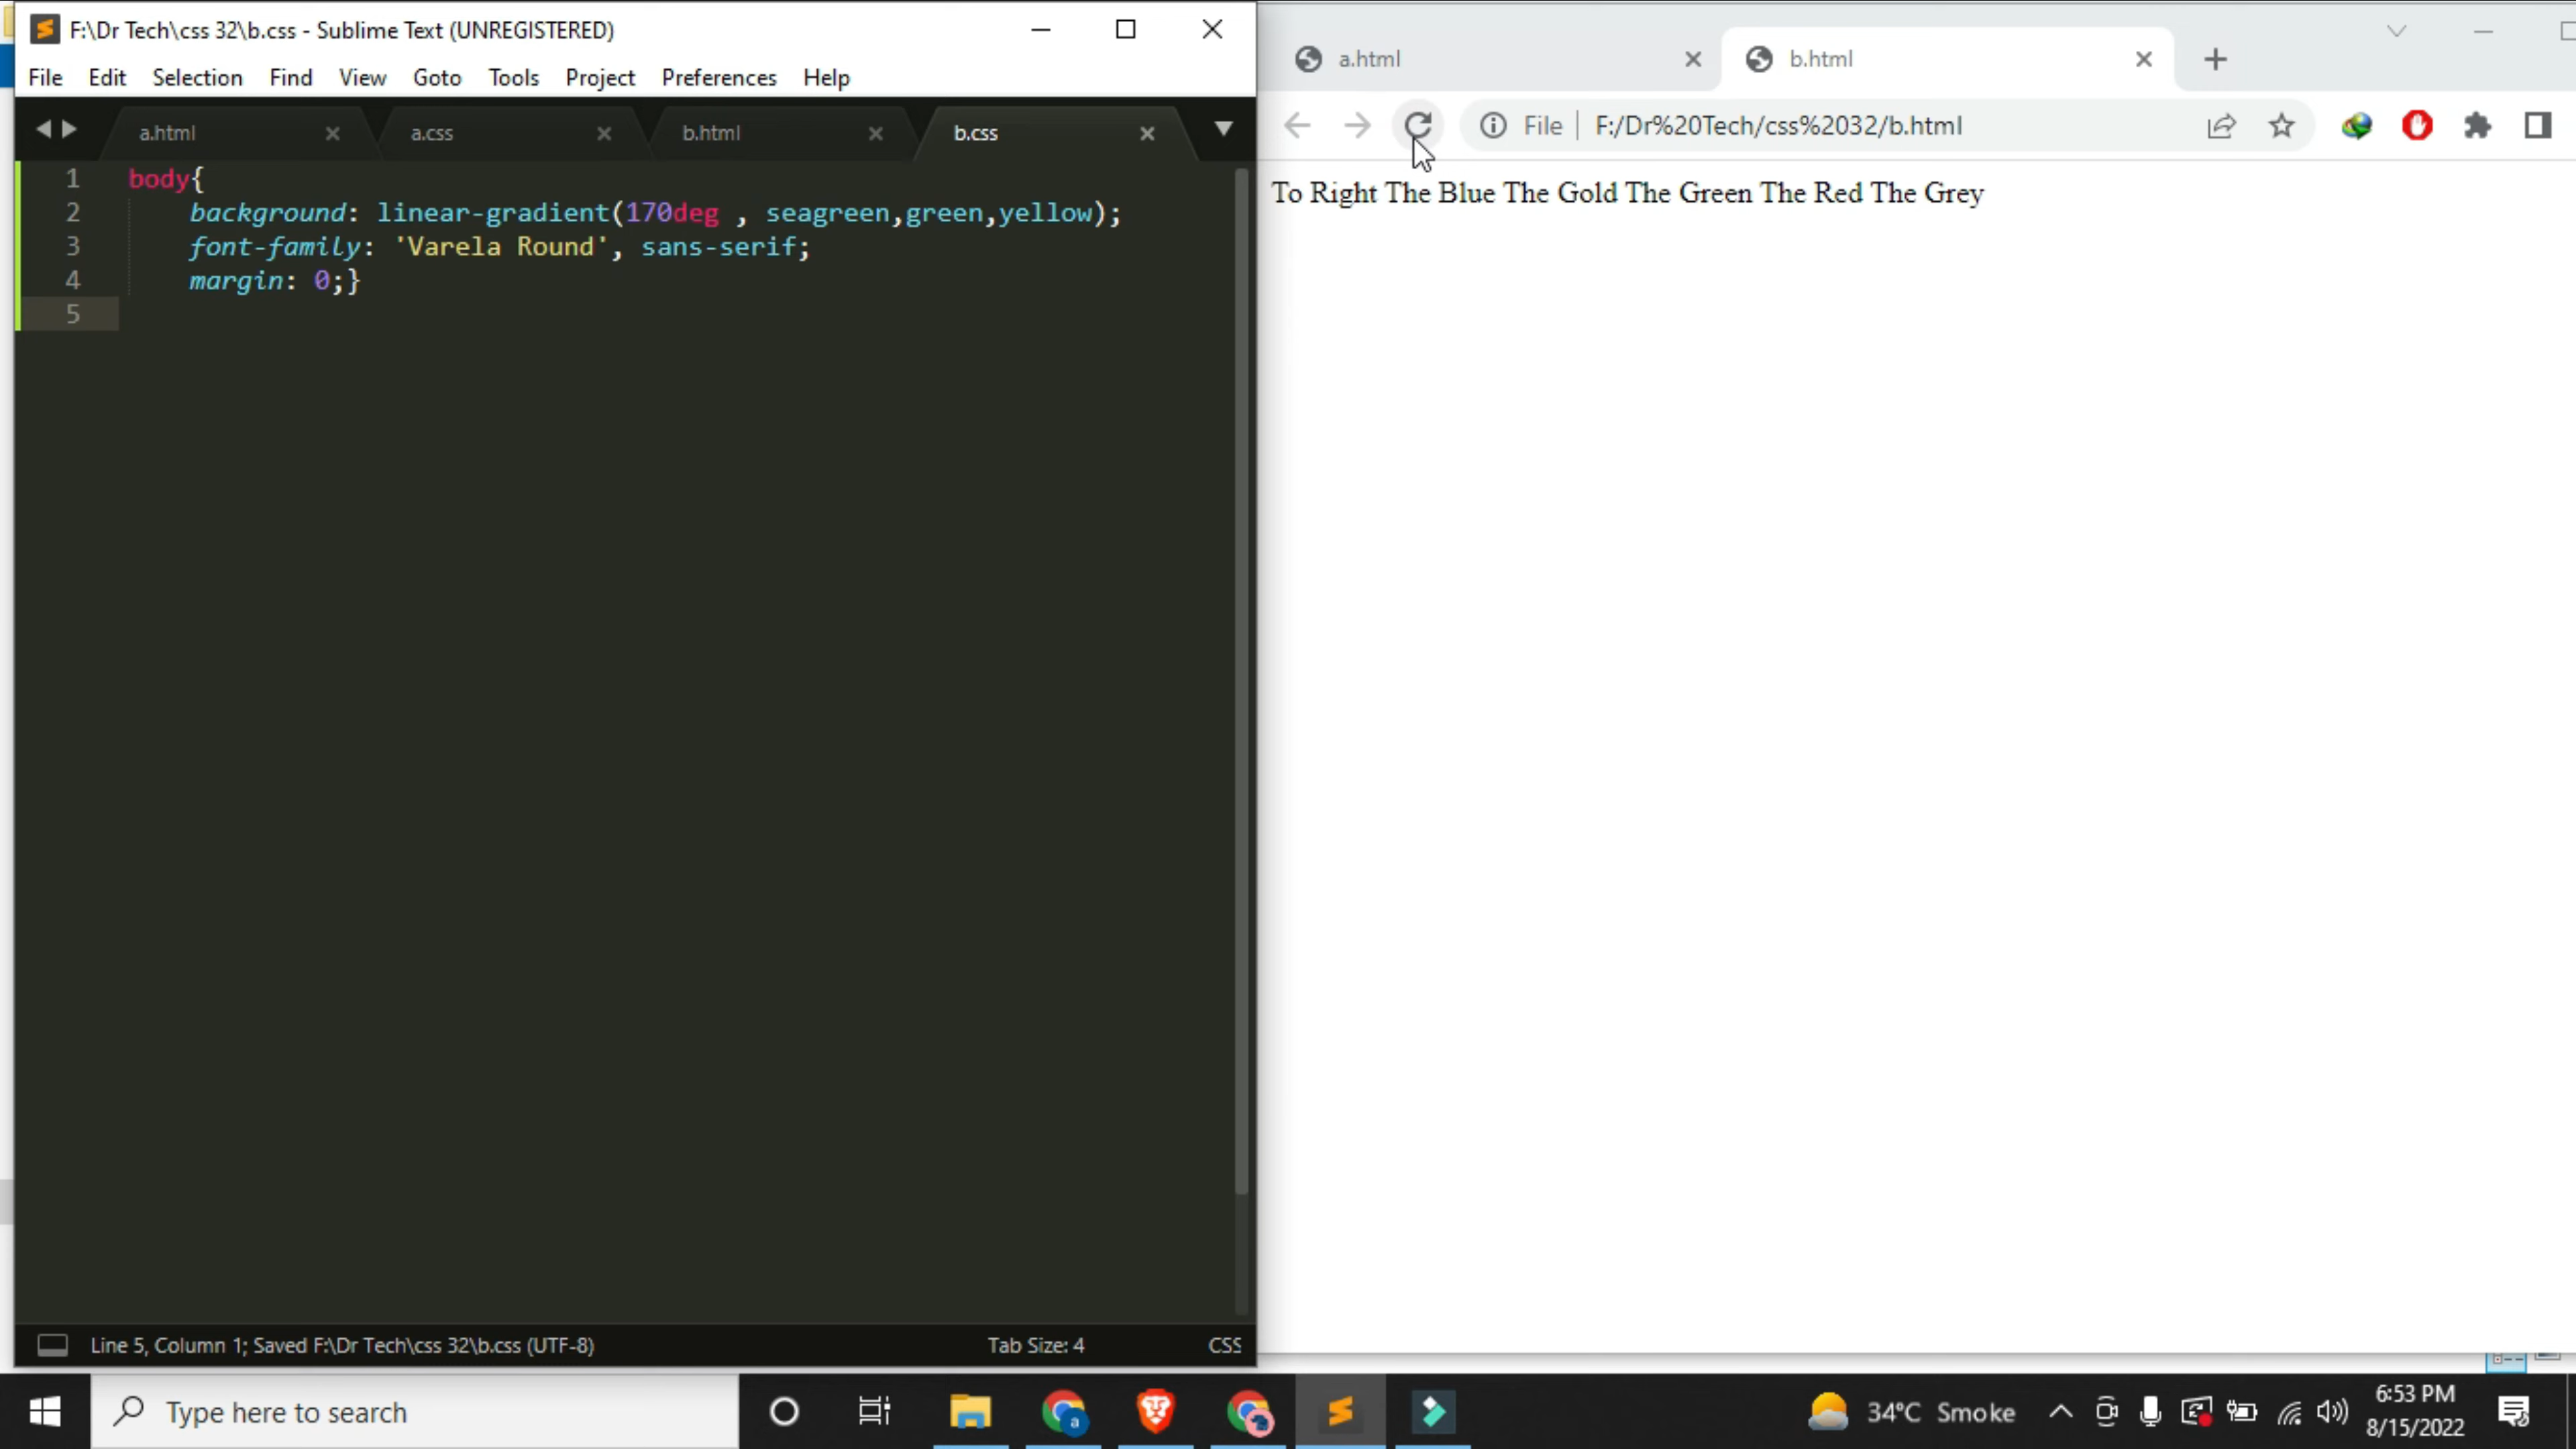 F:\Dr Tech\css 32\b.css - Sublime Text (UNREGISTERED)
File Edit Selection Find View Goto Tools Project Preferences Help
a.html a.css b.html b.css
1 body{
2 background: linear-gradient(170deg , seagreen,green,yellow);
3 font-family: 'Varela Round', sans-serif;
4 margin: 0;}
5
Line 5, Column 1; Saved F:\Dr Tech\css 32\b.css (UTF-8) Tab Size: 4 CSS
a.html b.html
File F:/Dr%20Tech/css%2032/b.html
To Right The Blue The Gold The Green The Red The Grey
Type here to search
a
34°C Smoke
6:53 PM
8/15/2022